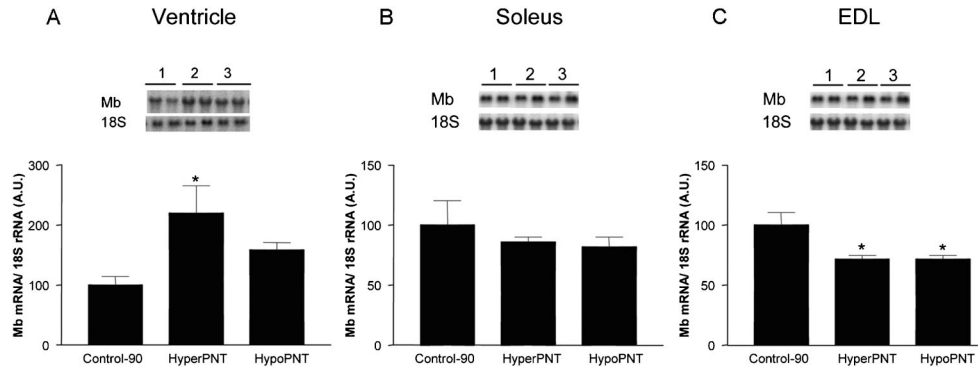 A Ventricle
1 2 3
Mb
18S
Mb mRNA/ 18S rRNA (A.U.)
300
200
100
0
*
Control-90 HyperPNT HypoPNT
B Soleus
1 2 3
Mb
18S
Mb mRNA/ 18S rRNA (A.U.)
150
100
50
0
Control-90 HyperPNT HypoPNT
C EDL
1 2 3
Mb
18S
Mb mRNA/ 18S rRNA (A.U.)
150
100
50
0
* *
Control-90 HyperPNT HypoPNT